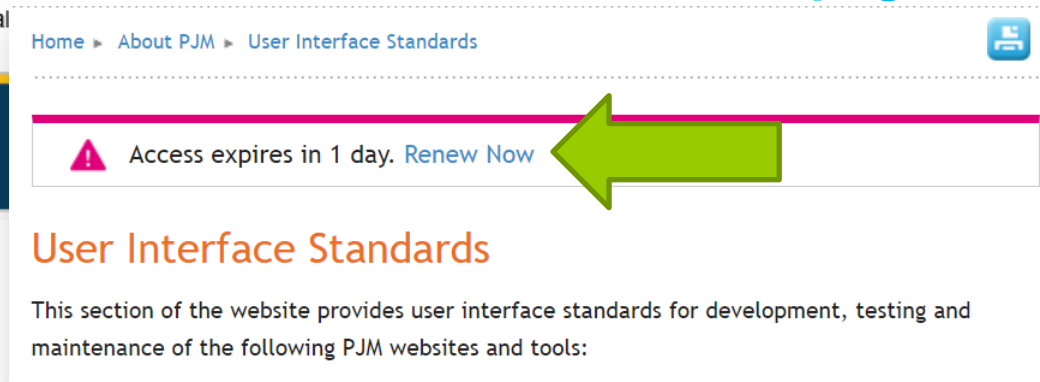 al
Home ▸ About PJM ▸ User Interface Standards
Access expires in 1 day. Renew Now
User Interface Standards
This section of the website provides user interface standards for development, testing and
maintenance of the following PJM websites and tools: